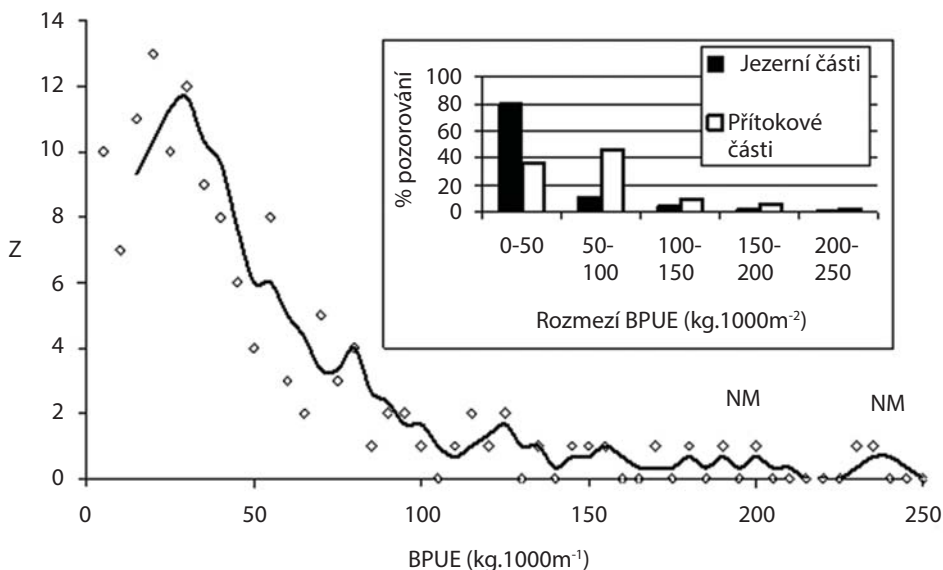 14
12
10
8
Z
6
4
2
0
0 50 100 150 200 250
BPUE (kg.1000m⁻¹)
NM NM
% pozorování
100
80
60
40
20
0
Jezerní části
Přítokové
části
0–50 50- 100- 150- 200-
100 150 200 250
Rozmezí BPUE (kg.1000m⁻²)